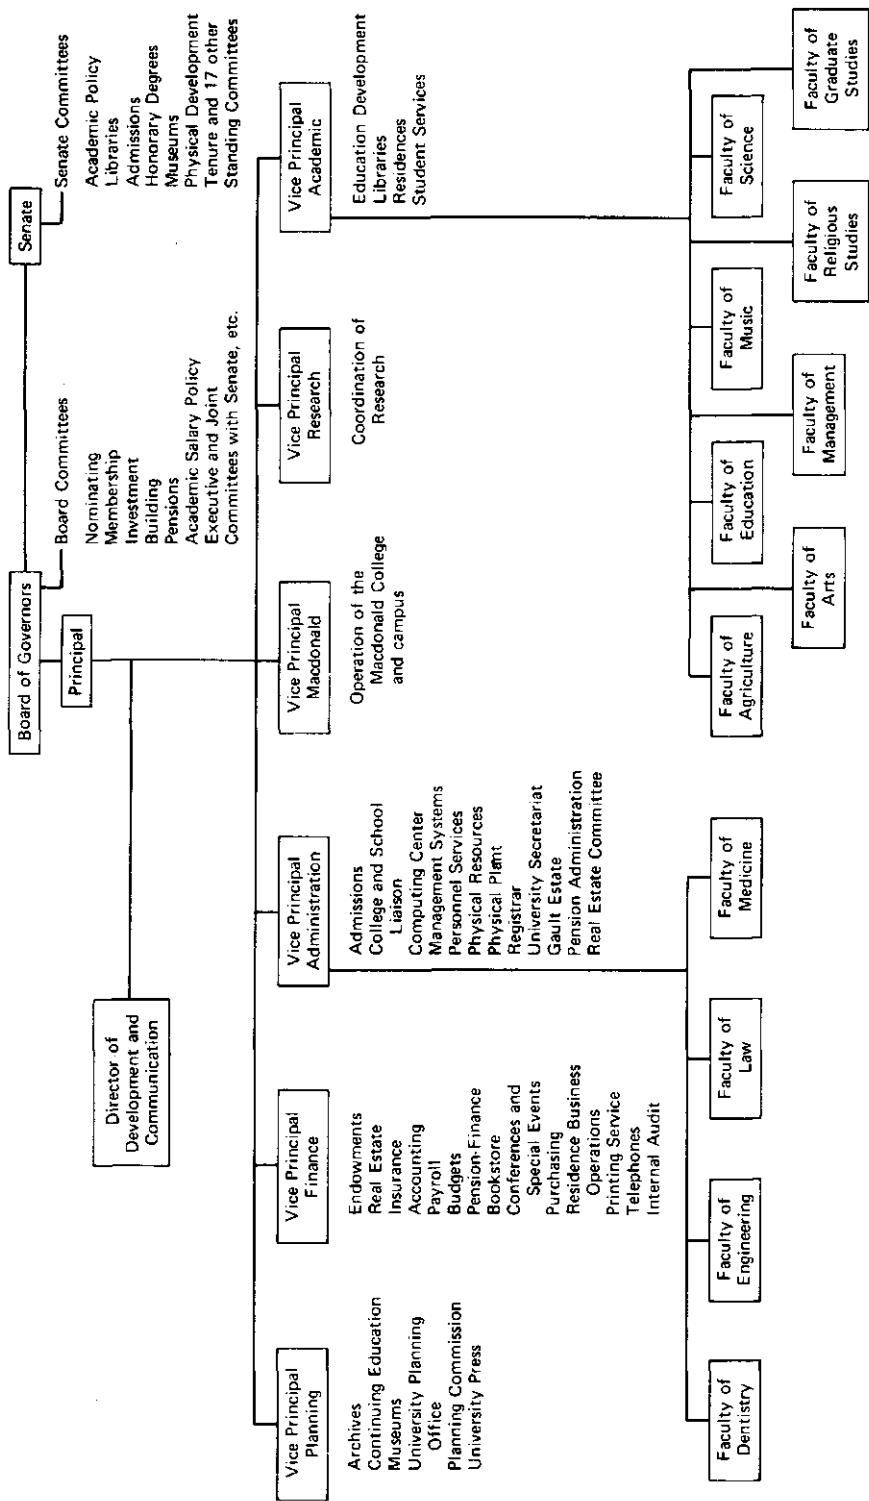 Board of Governors
Senate
Principal
Board Committees
Nominating
Membership
Investment
Building
Pensions
Academic Salary Policy
Executive and Joint
Committees with Senate, etc.
Senate Committees
Academic Policy
Libraries
Admissions
Honorary Degrees
Museums
Physical Development
Tenure and 17 other
Standing Committees
Director of
Development and
Communication
Vice Principal
Planning
Archives
Continuing Education
Museums
University Planning
Office
Planning Commission
University Press
Vice Principal
Finance
Endowments
Real Estate
Insurance
Accounting
Payroll
Budgets
Pension-Finance
Bookstore
Conferences and
Special Events
Purchasing
Residence Business
Operations
Printing Service
Telephones
Internal Audit
Vice Principal
Administration
Admissions
College and School
Liaison
Computing Center
Management Systems
Personnel Services
Physical Resources
Physical Plant
Registrar
University Secretariat
Gault Estate
Pension Administration
Real Estate Committee
Vice Principal
Macdonald
Operation of the
Macdonald College
and campus
Vice Principal
Research
Coordination of
Research
Vice Principal
Academic
Education Development
Libraries
Residences
Student Services
Faculty of
Dentistry
Faculty of
Engineering
Faculty of
Law
Faculty of
Medicine
Faculty of
Agriculture
Faculty of
Arts
Faculty of
Education
Faculty of
Management
Faculty of
Music
Faculty of
Religious
Studies
Faculty of
Science
Faculty of
Graduate
Studies